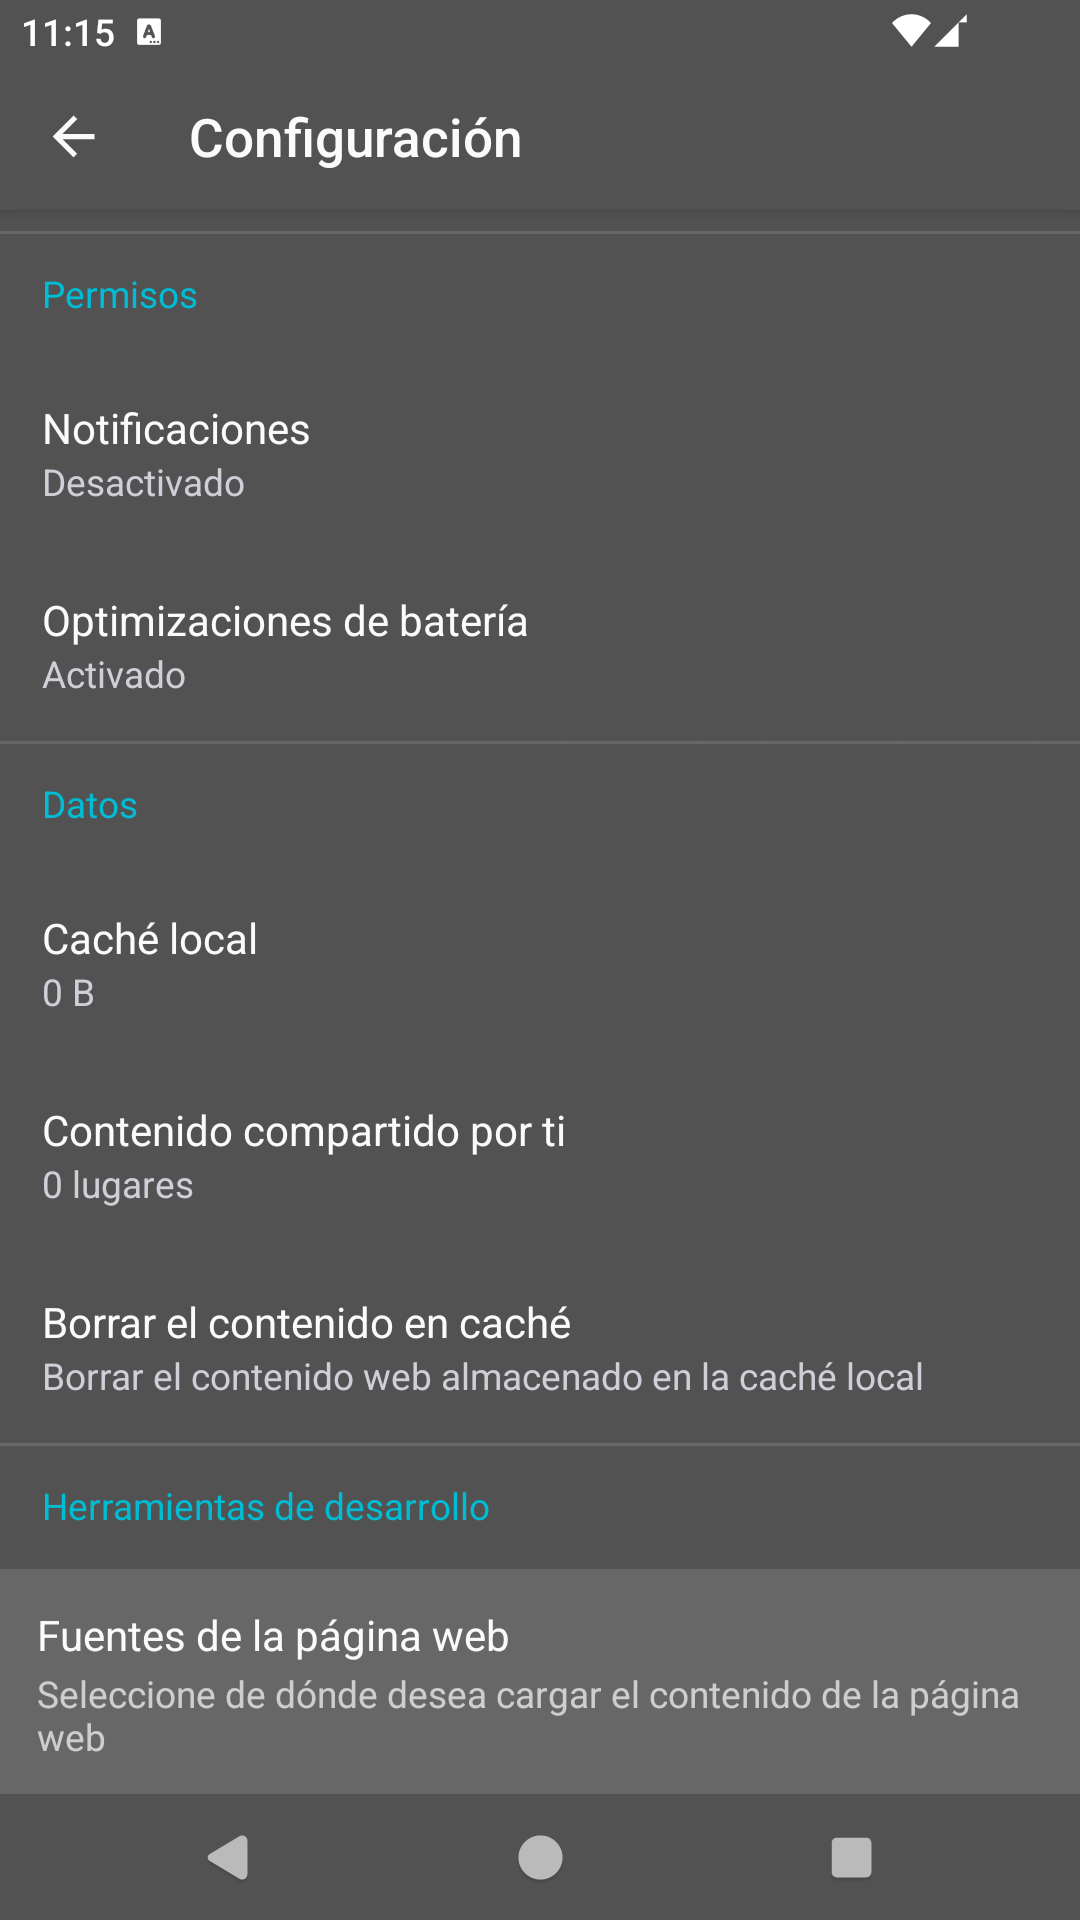 11:15
Configuración
Permisos
Notificaciones
Desactivado
Optimizaciones de batería
Activado
Datos
Caché local
0 B
Contenido compartido por ti
0 lugares
Borrar el contenido en caché
Borrar el contenido web almacenado en la caché local
Herramientas de desarrollo
Fuentes de la página web
Seleccione de dónde desea cargar el contenido de la página
web